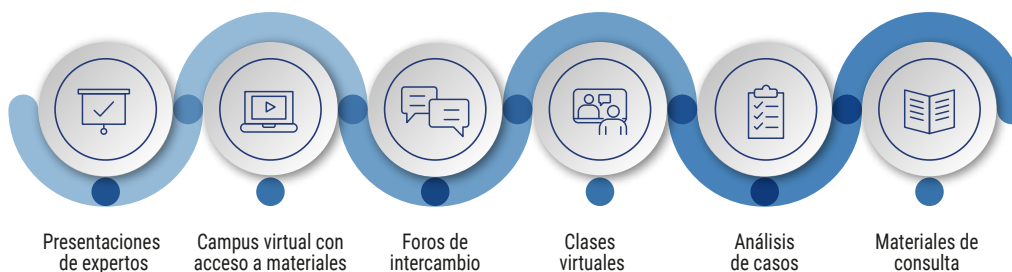 Presentaciones
de expertos
Campus virtual con
acceso a materiales
Foros de
intercambio
Clases
virtuales
Análisis
de casos
Materiales de
consulta